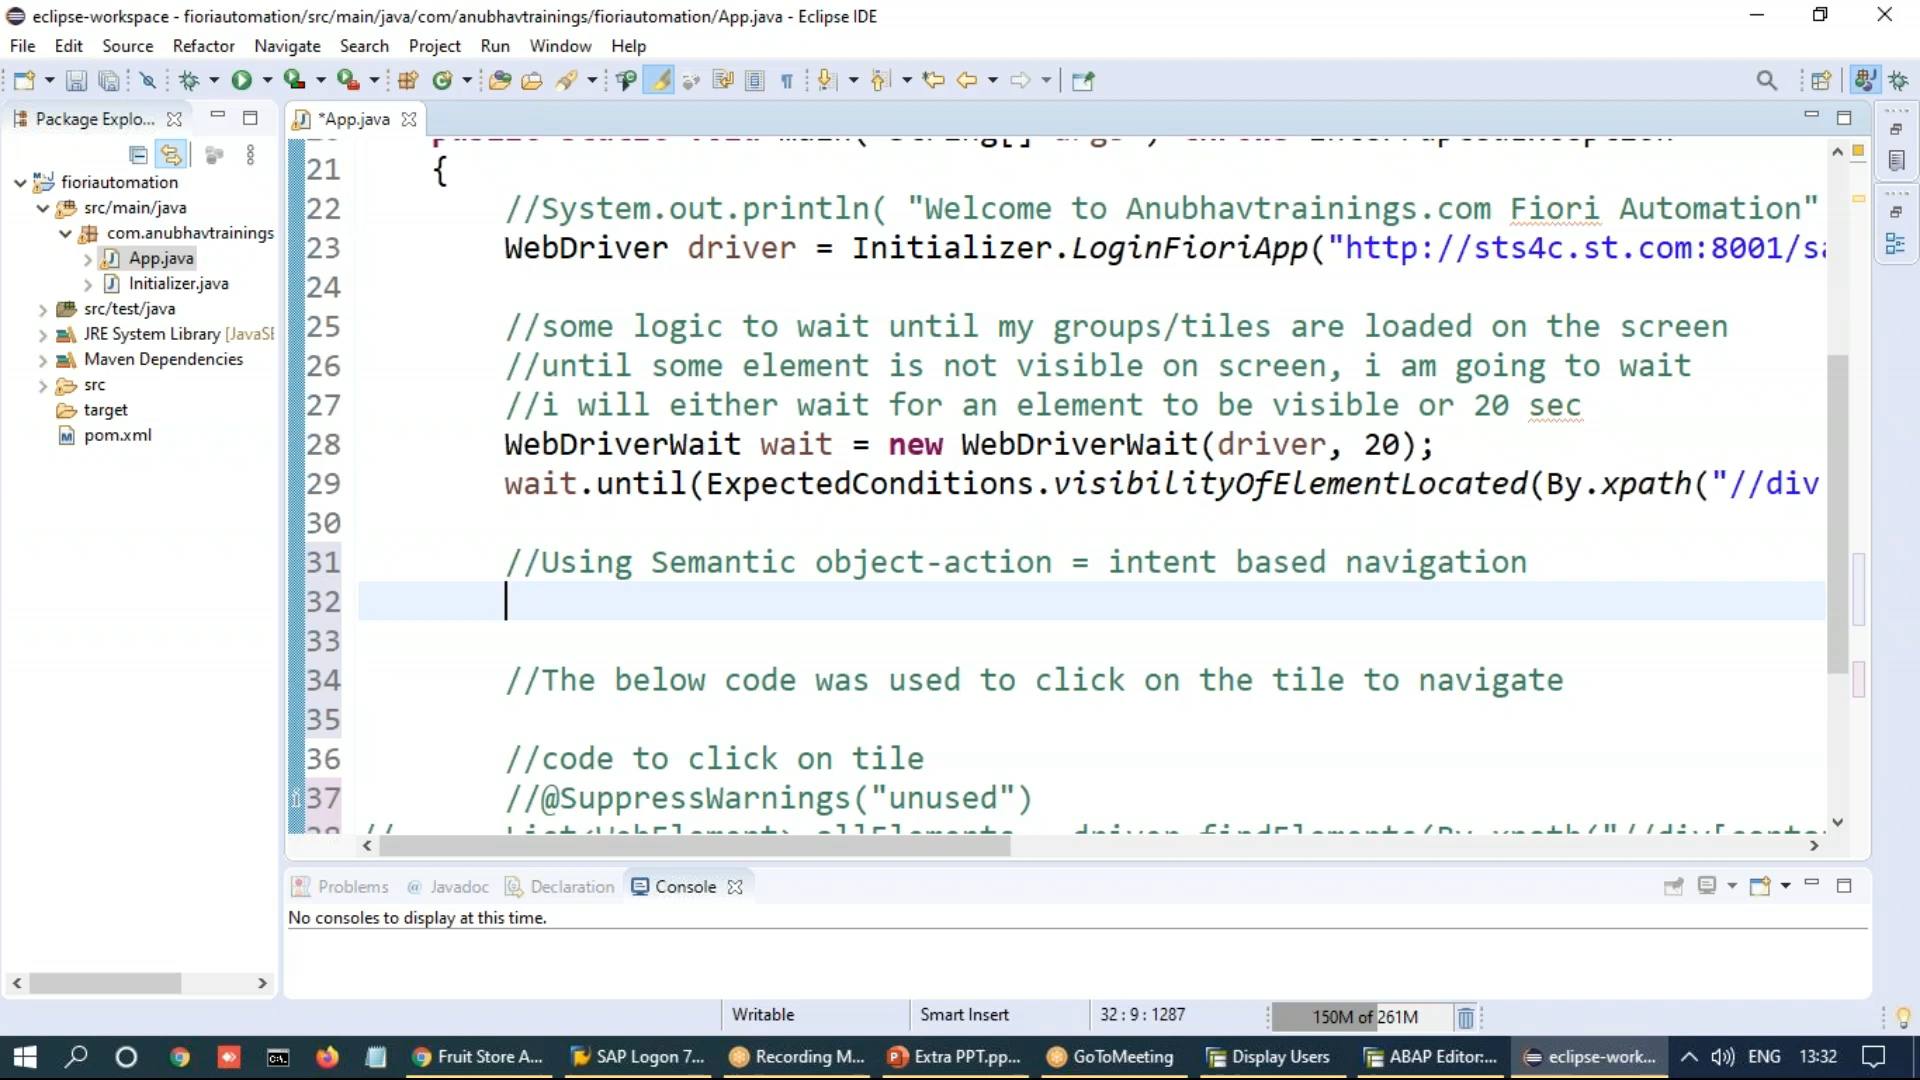 eclipse-workspace - fioriautomation/src/main/java/com/anubhavtrainings/fioriautomation/App.java - Eclipse IDE
File Edit Source Refactor Navigate Search Project Run Window Help
Package Explo...
*App.java
fioriautomation
src/main/java
com.anubhavtrainings
App.java
Initializer.java
src/test/java
JRE System Library [JavaSE
Maven Dependencies
src
target
pom.xml
21 {
22 //System.out.println( "Welcome to Anubhavtrainings.com Fiori Automation"
23 WebDriver driver = Initializer.LoginFioriApp("http://sts4c.st.com:8001/sa
24
25 //some logic to wait until my groups/tiles are loaded on the screen
26 //until some element is not visible on screen, i am going to wait
27 //i will either wait for an element to be visible or 20 sec
28 WebDriverWait wait = new WebDriverWait(driver, 20);
29 wait.until(ExpectedConditions.visibilityOfElementLocated(By.xpath("//div
30
31 //Using Semantic object-action = intent based navigation
32
33
34 //The below code was used to click on the tile to navigate
35
36 //code to click on tile
37 //@SuppressWarnings("unused")
Problems @ Javadoc Declaration Console
No consoles to display at this time.
Writable Smart Insert 32 : 9 : 1287 150M of 261M
Fruit Store A... SAP Logon 7... Recording M... Extra PPT.pp... GoToMeeting Display Users ABAP Editor:... eclipse-work... ENG 13:32